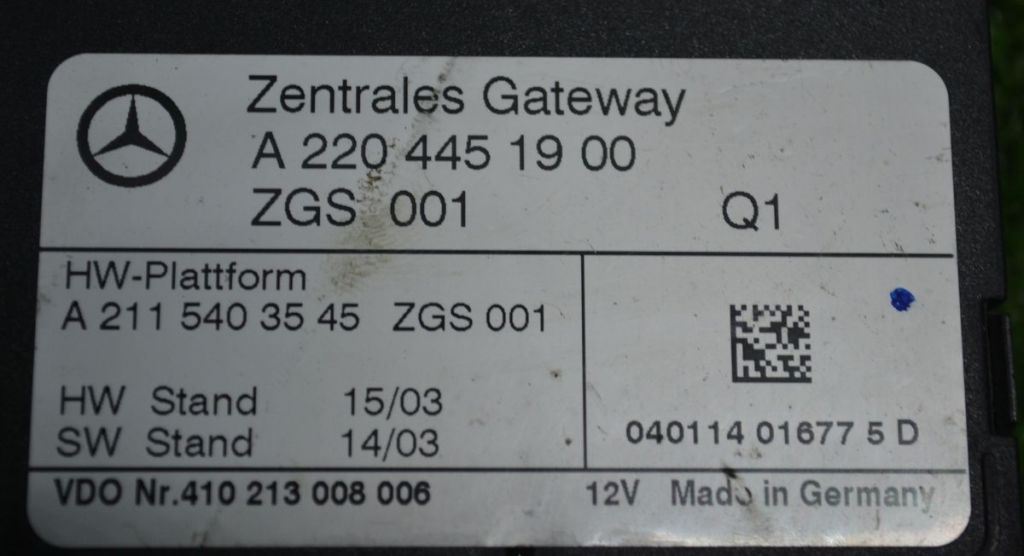 Zentrales Gateway
A 220 445 19 00
ZGS 001 Q1
HW-Plattform
A 211 540 35 45 ZGS 001
HW Stand 15/03
SW Stand 14/03
040114 01677 5 D
VDO Nr.410 213 008 006 12V Made in Germany